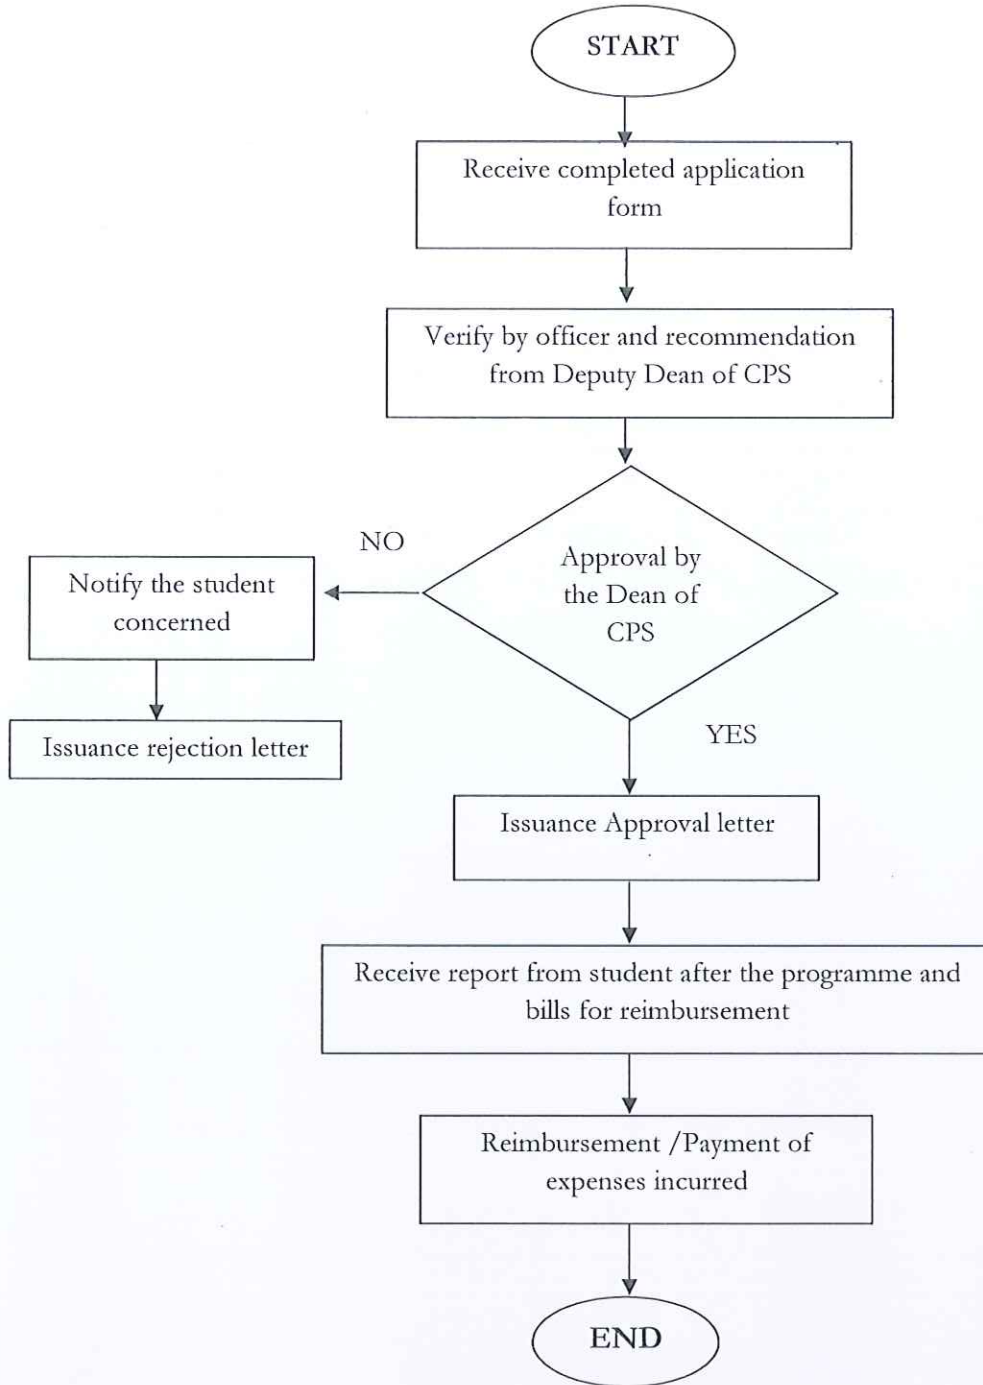 START
Receive completed application
form
Verify by officer and recommendation
from Deputy Dean of CPS
Approval by
the Dean of
CPS
NO
Notify the student
concerned
Issuance rejection letter
YES
Issuance Approval letter
Receive report from student after the programme and
bills for reimbursement
Reimbursement /Payment of
expenses incurred
END